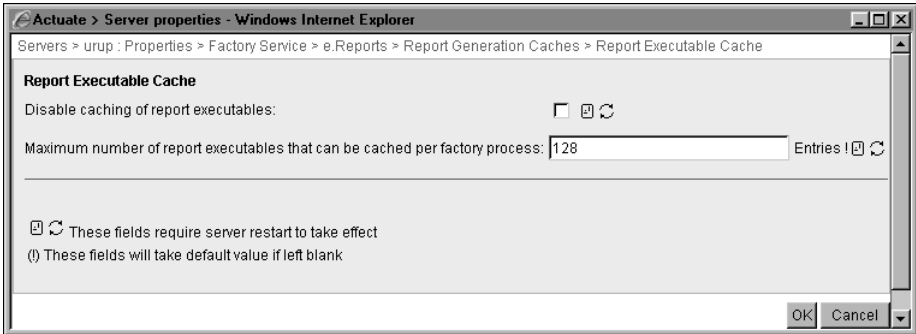 Actuate > Server properties - Windows Internet Explorer
Servers > urup : Properties > Factory Service > e.Reports > Report Generation Caches > Report Executable Cache
Report Executable Cache
Disable caching of report executables:
Maximum number of report executables that can be cached per factory process: 128 Entries !
These fields require server restart to take effect
(!) These fields will take default value if left blank
OK Cancel